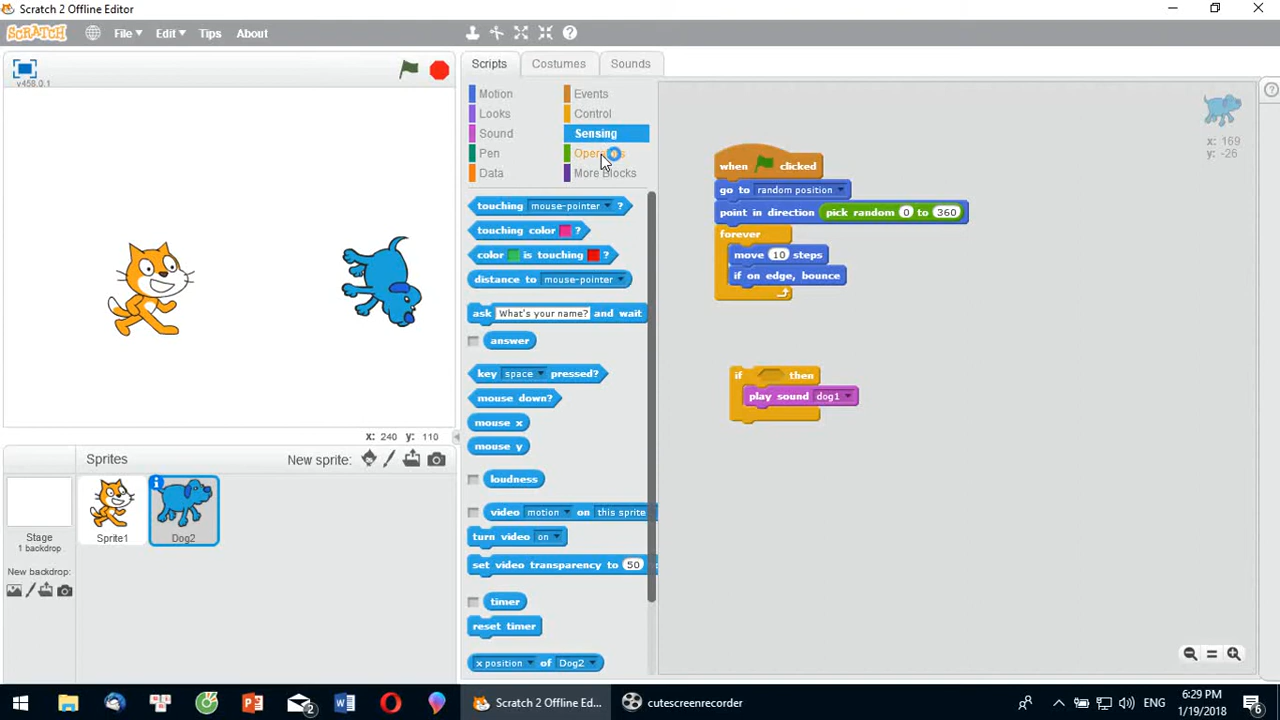 Scratch 2 Offline Editor
SCRATCH File Edit Tips About
v458.0.1
Scripts Costumes Sounds
Motion Events
Looks Control
Sound Sensing
Pen
Data More Blocks
touching mouse-pointer ?
touching color ?
color is touching ?
distance to mouse-pointer
ask What's your name? and wait
answer
key space pressed?
mouse down?
mouse x
mouse y
loudness
video motion on this sprite
turn video on
set video transparency to 50
timer
reset timer
x position of Dog2
when clicked
go to random position
point in direction pick random 0 to 360
forever
move 10 steps
if on edge, bounce
if then
play sound dog1
x: 169
y: -26
x: 240 y: 110
Sprites New sprite:
Stage
1 backdrop
New backdrop:
Sprite1
Dog2
Scratch 2 Offline Ed...
cutescreenrecorder
2
ENG
6:29 PM
1/19/2018
6